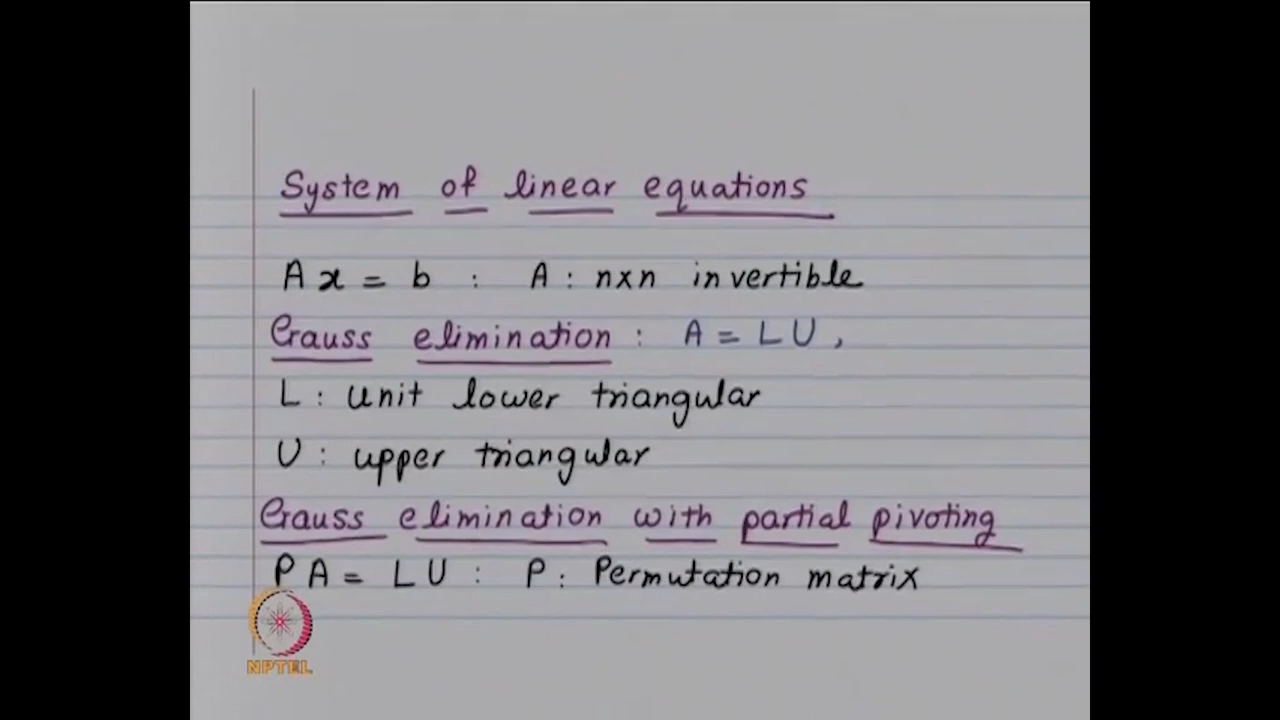 System of linear equations
Ax = b : A : nxn invertible
Gauss elimination : A = LU,
L : unit lower triangular
U : upper triangular
Gauss elimination with partial pivoting
PA = LU : P : Permutation matrix
NPTEL